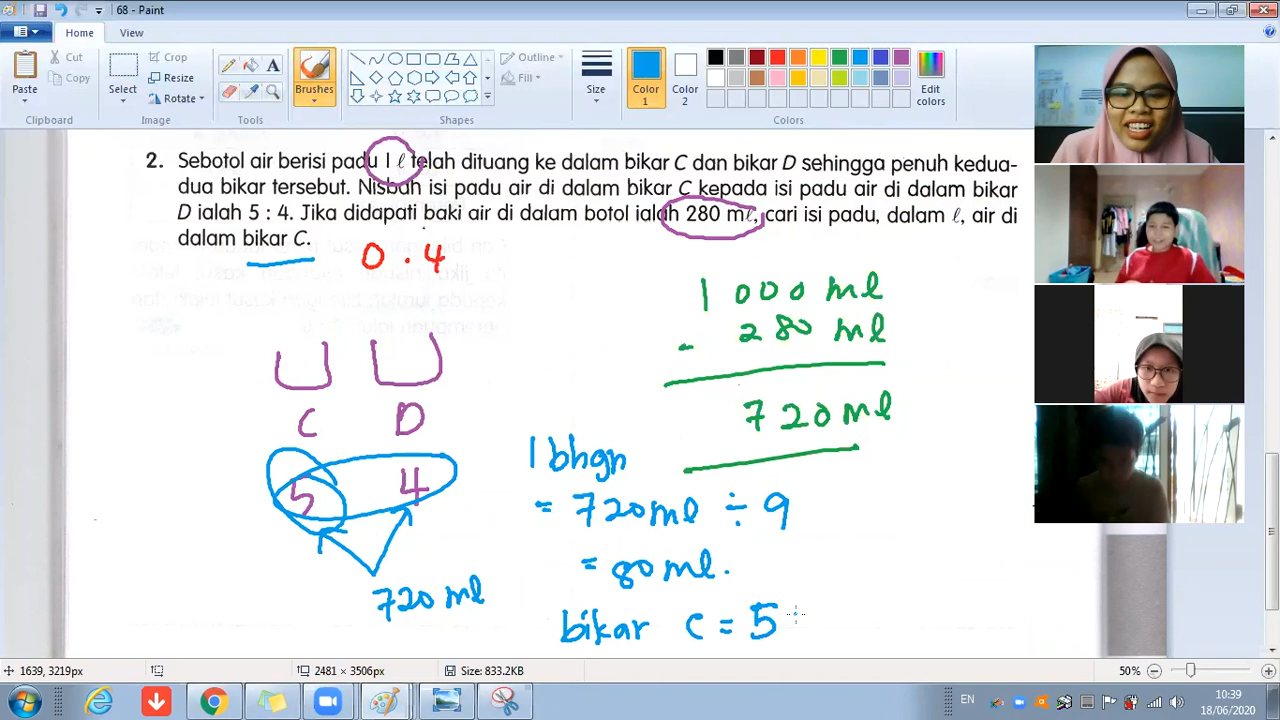 68 - Paint
Home
View
Cut
Copy
Paste
Clipboard
Crop
Resize
Rotate
Select
Image
Tools
Brushes
Outline
Fill
Shapes
Size
Color 1
Color 2
Edit colors
Colors
2. Sebotol air berisi padu 1 ℓ telah dituang ke dalam bikar C dan bikar D sehingga penuh kedua-
dua bikar tersebut. Nisbah isi padu air di dalam bikar C kepada isi padu air di dalam bikar
D ialah 5 : 4. Jika didapati baki air di dalam botol ialah 280 mℓ, cari isi padu, dalam ℓ, air di
dalam bikar C.
0 : 4
1 000 ml
- 280 ml
720 ml
C D
5 4
720 ml
1 bhgn
= 720 ml ÷ 9
= 80 ml.
bikar C = 5
1639, 3219px
2481 × 3506px
Size: 833.2KB
50%
EN
10:39
18/06/2020